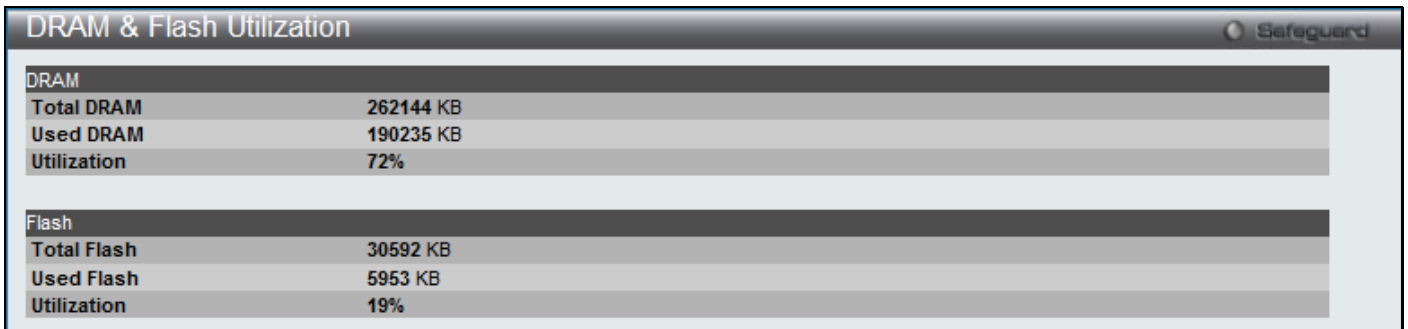 DRAM & Flash Utilization
Safeguard
DRAM
Total DRAM 262144 KB
Used DRAM 190235 KB
Utilization 72%
Flash
Total Flash 30592 KB
Used Flash 5953 KB
Utilization 19%